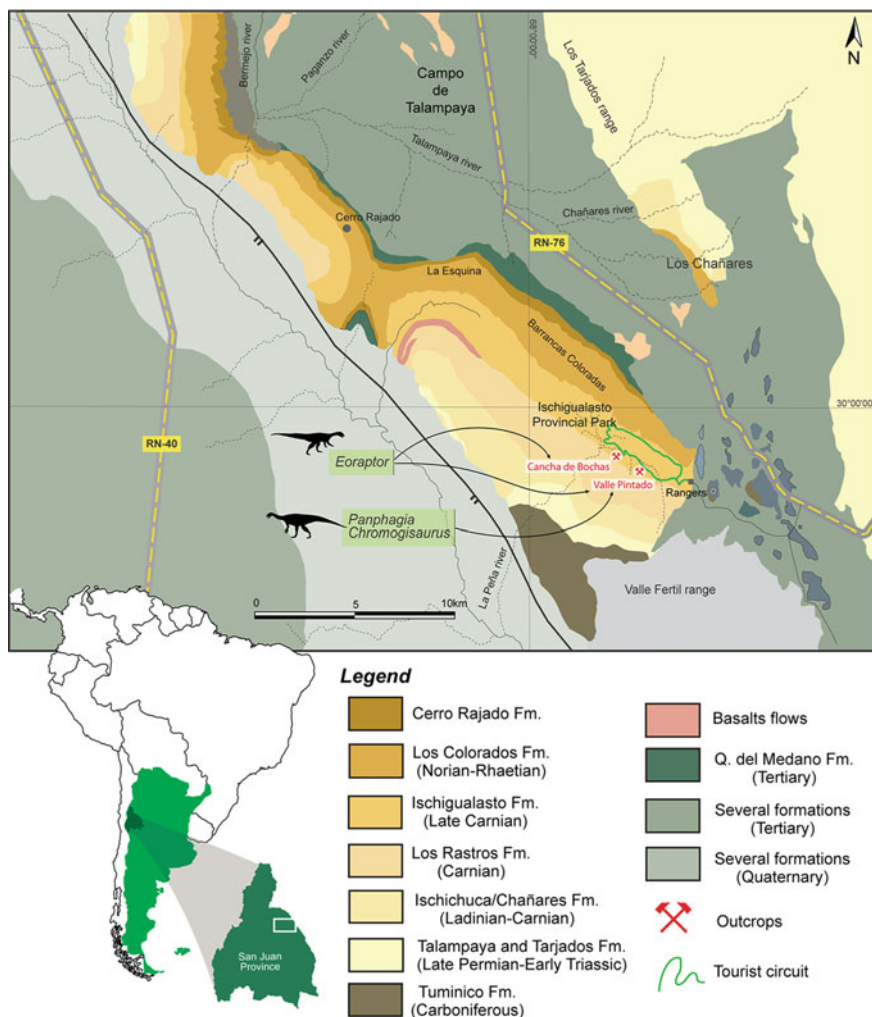 Bermejo river
Paganzo river
Campo
de
Talampaya
68°00'00"
Los Tarjados range
N
Talampaya river
Chañares river
Cerro Rajado
RN-76
La Esquina
Los Chañares
Barrancas Coloradas
30°00'00"
Ischigualasto
Provincial Park
RN-40
Eoraptor
Cancha de Bochas
Valle Pintado
Rangers
Panphagia
Chromogisaurus
La Peña river
Valle Fertil range
0 5 10km
San Juan
Province
Legend
Cerro Rajado Fm.
Los Colorados Fm.
(Norian-Rhaetian)
Ischigualasto Fm.
(Late Carnian)
Los Rastros Fm.
(Carnian)
Ischichuca/Chañares Fm.
(Ladinian-Carnian)
Talampaya and Tarjados Fm.
(Late Permian-Early Triassic)
Tuminico Fm.
(Carboniferous)
Basalts flows
Q. del Medano Fm.
(Tertiary)
Several formations
(Tertiary)
Several formations
(Quaternary)
Outcrops
Tourist circuit